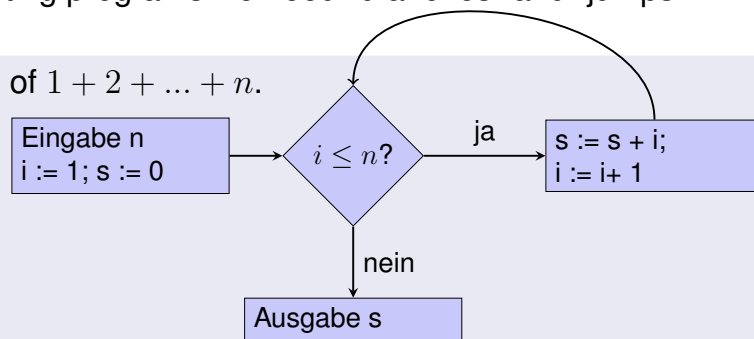 of 1 + 2 + ... + n.
Eingabe n
i := 1; s := 0
i ≤ n?
ja
s := s + i;
i := i+ 1
nein
Ausgabe s